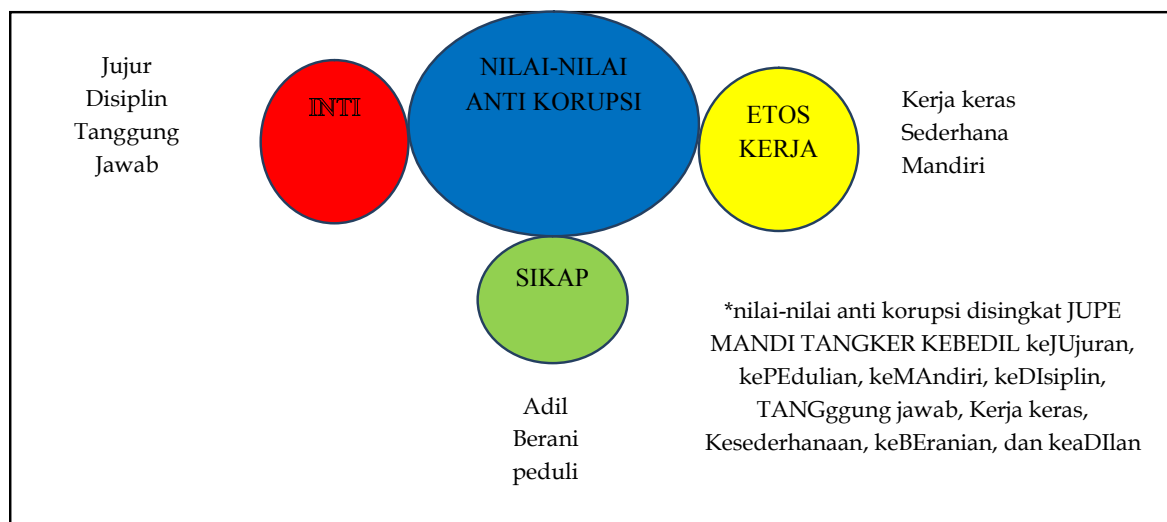 Jujur
Disiplin
Tanggung
Jawab
INTI
NILAI-NILAI
ANTI KORUPSI
ETOS
KERJA
Kerja keras
Sederhana
Mandiri
SIKAP
Adil
Berani
peduli
*nilai-nilai anti korupsi disingkat JUPE
MANDI TANGKER KEBEDIL keJUjuran,
kePEdulian, keMAndiri, keDIsiplin,
TANGggung jawab, Kerja keras,
Kesederhanaan, keBEranian, dan keaDIlan